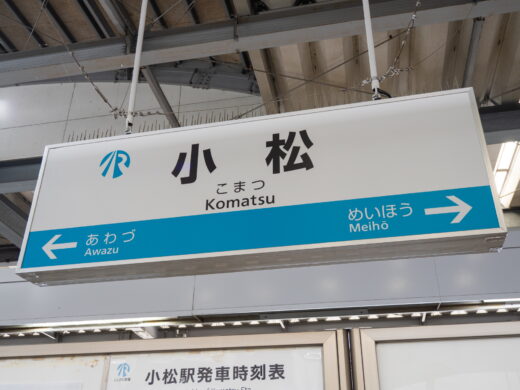 小松
こまつ
Komatsu
あわづ
Awazu
めいほう
Meihō
小松駅発車時刻表